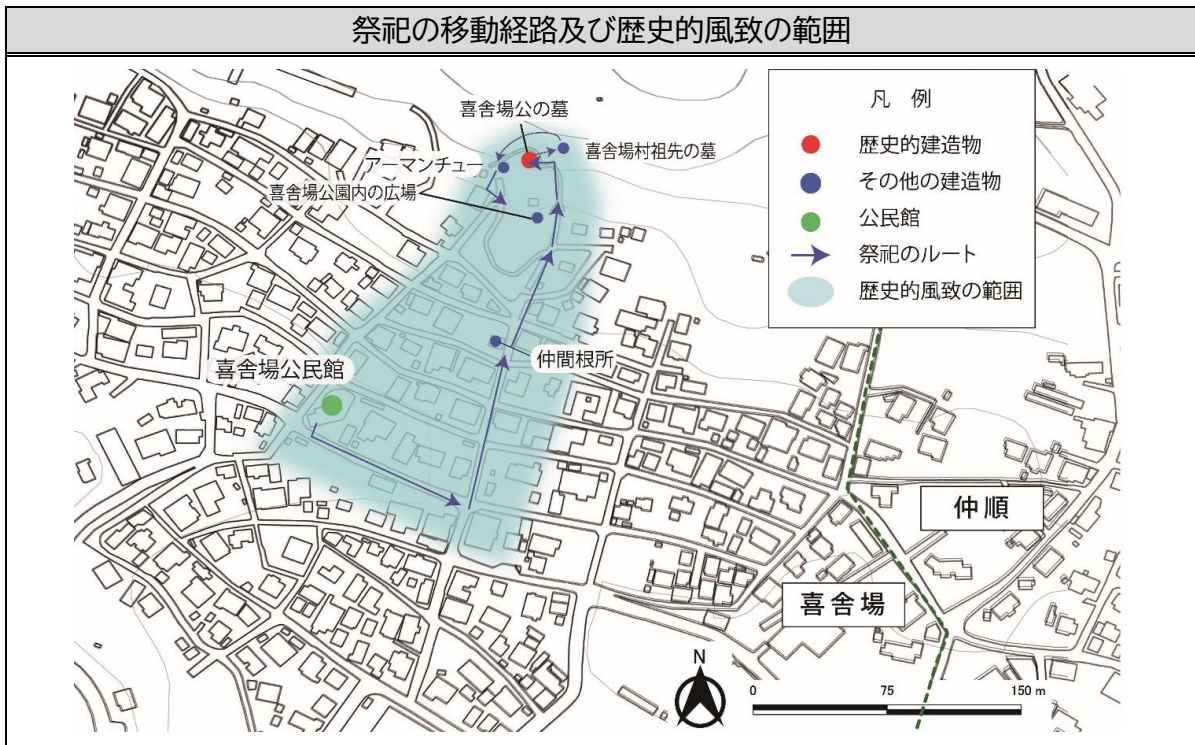 祭祀の移動経路及び歴史的風致の範囲
喜舎場公の墓
アーマンチュー
喜舎場村祖先の墓
喜舎場公園内の広場
喜舎場公民館
仲間根所
仲順
喜舎場
凡 例
歴史的建造物
その他の建造物
公民館
祭祀のルート
歴史的風致の範囲
N
0 75 150 m